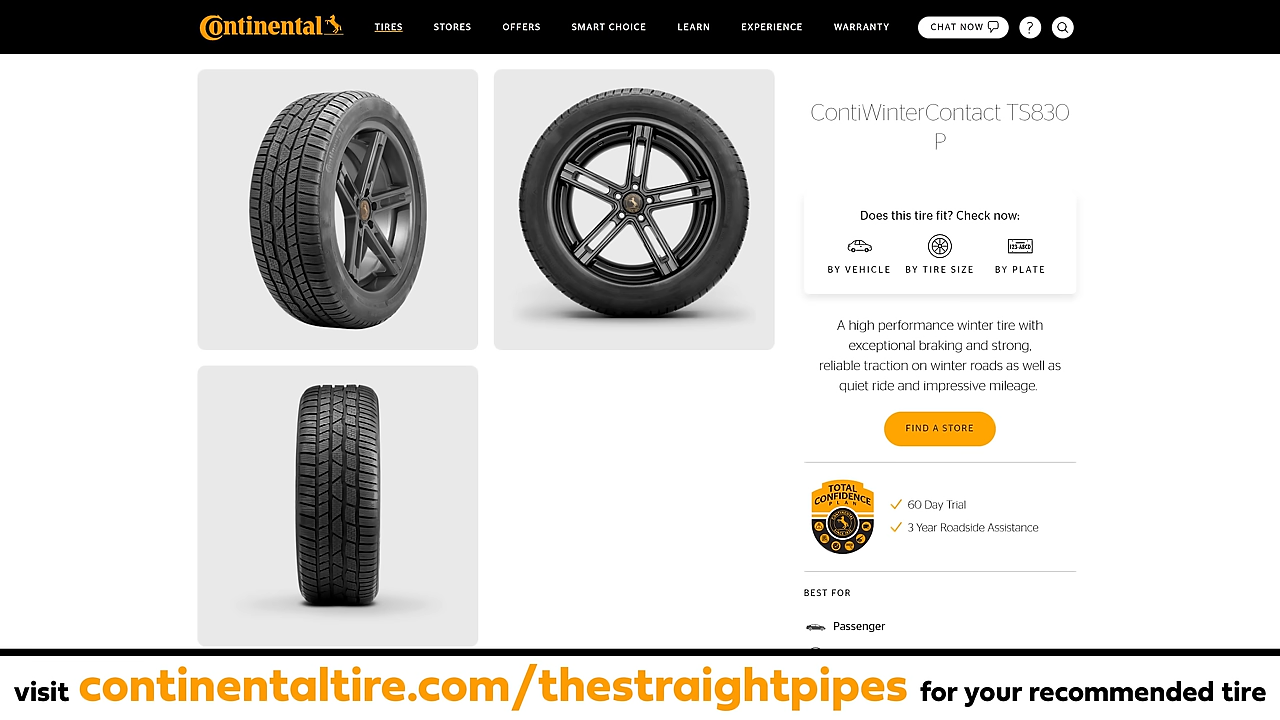 Continental
TIRES STORES OFFERS SMART CHOICE LEARN EXPERIENCE WARRANTY CHAT NOW ?
ContiWinterContact TS830
P
Does this tire fit? Check now:
123·ABCD
BY VEHICLE BY TIRE SIZE BY PLATE
A high performance winter tire with
exceptional braking and strong,
reliable traction on winter roads as well as
quiet ride and impressive mileage.
FIND A STORE
TOTAL
CONFIDENCE
PLAN
60 Day Trial
3 Year Roadside Assistance
BEST FOR
Passenger
visit continentaltire.com/thestraightpipes for your recommended tire